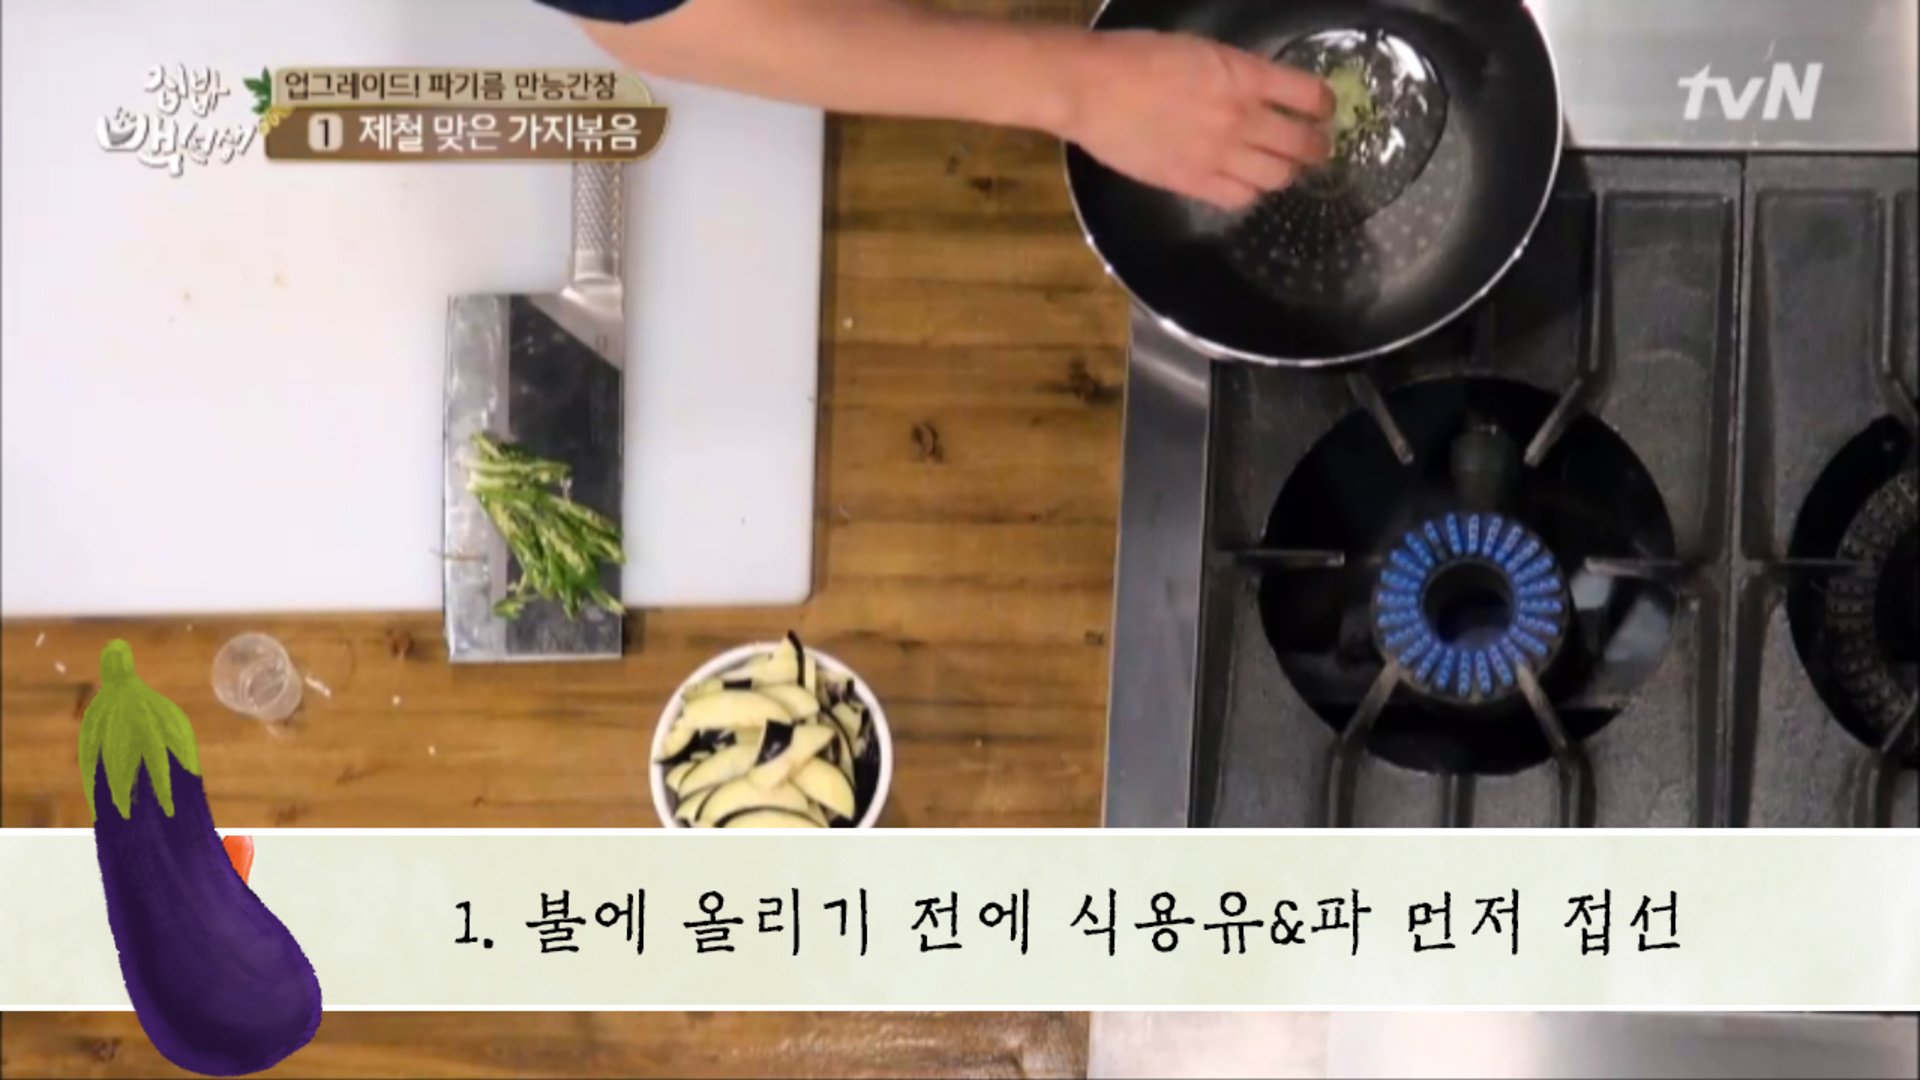 집밥
백선생
업그레이드! 파기름 만능간장
1 제철 맞은 가지볶음
tvN
1. 불에 올리기 전에 식용유&파 먼저 접선